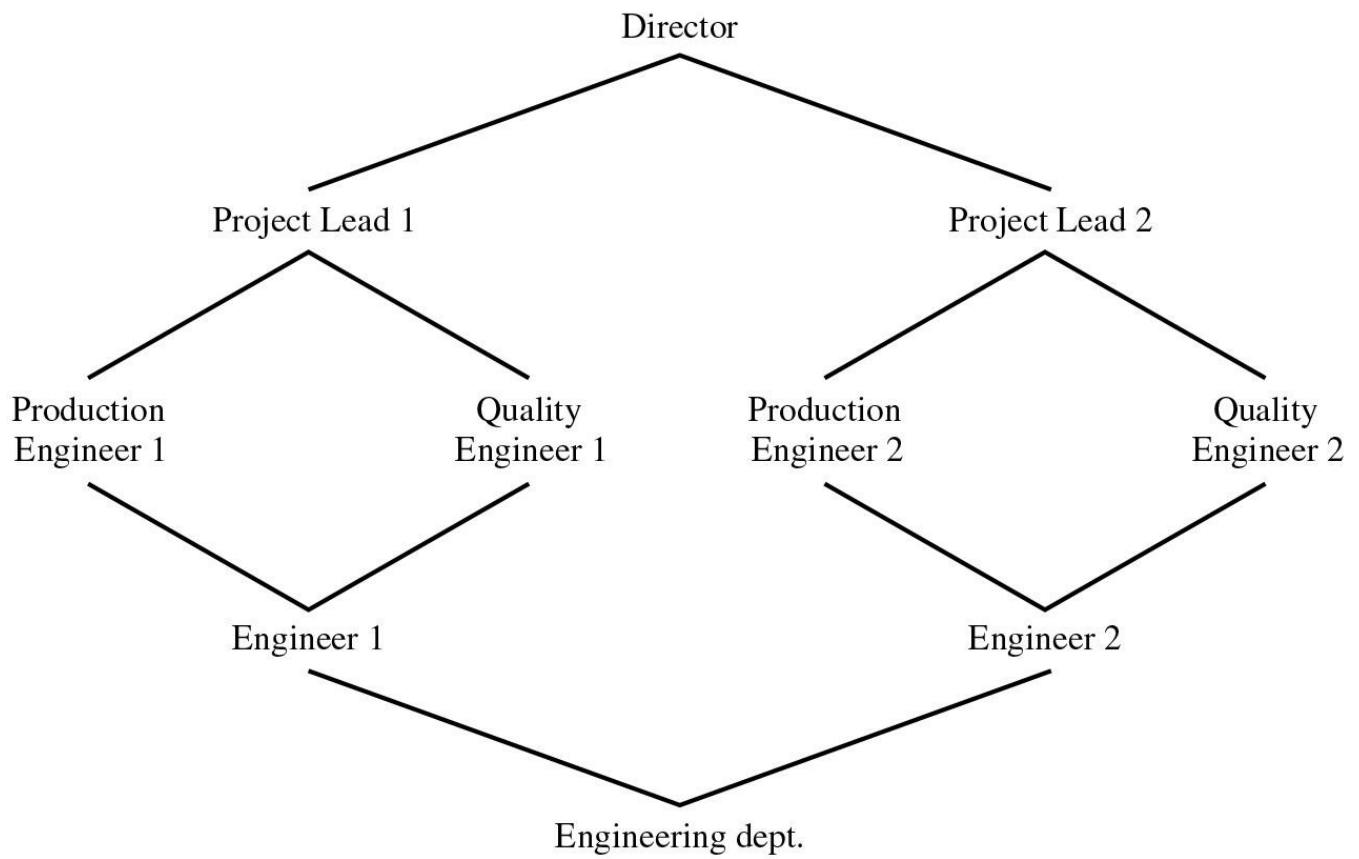 Director
Project Lead 1
Project Lead 2
Production
Engineer 1
Quality
Engineer 1
Production
Engineer 2
Quality
Engineer 2
Engineer 1
Engineer 2
Engineering dept.